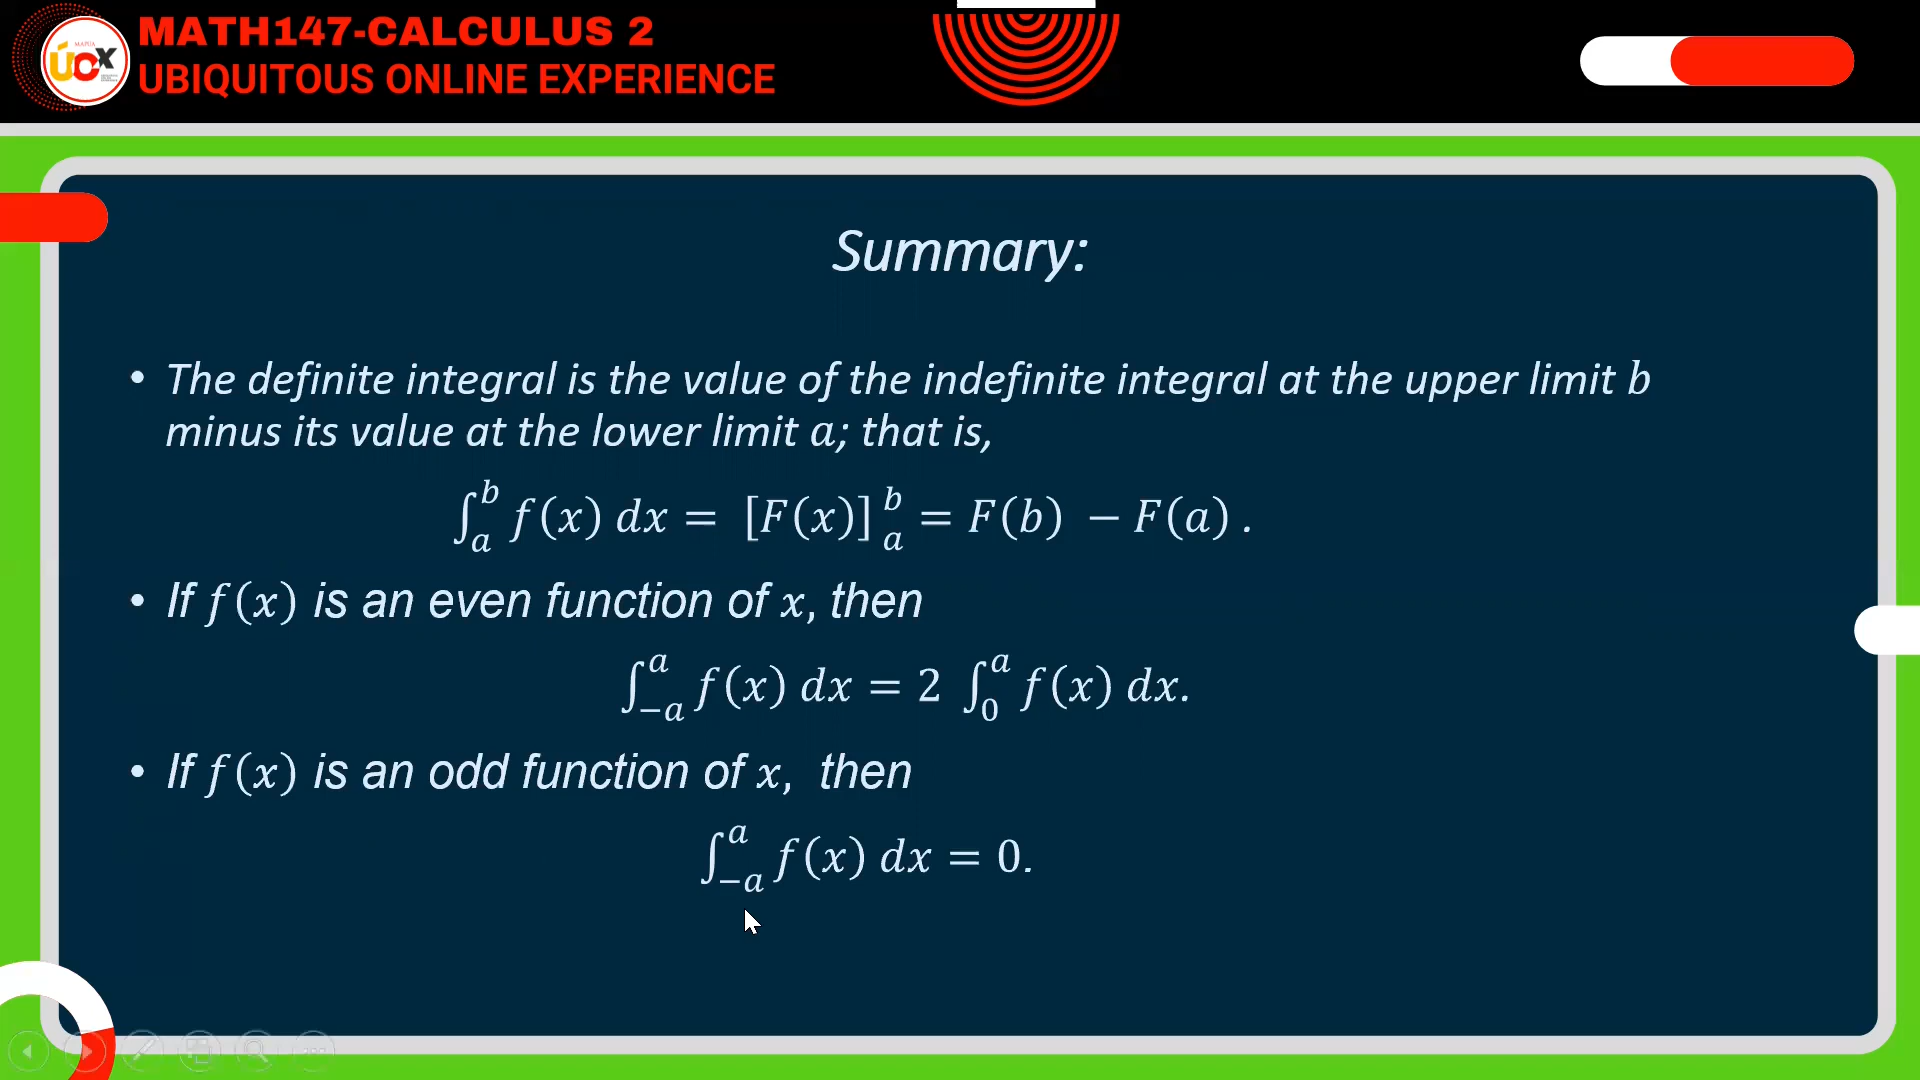 MATH147-CALCULUS 2
UBIQUITOUS ONLINE EXPERIENCE
MAPÚA
ÚCX
Summary:
• The definite integral is the value of the indefinite integral at the upper limit b
minus its value at the lower limit a; that is,
∫_a^b f(x) dx = [F(x)]_a^b = F(b) − F(a) .
• If f(x) is an even function of x, then
∫_{−a}^a f(x) dx = 2 ∫_0^a f(x) dx.
• If f(x) is an odd function of x, then
∫_{−a}^a f(x) dx = 0.